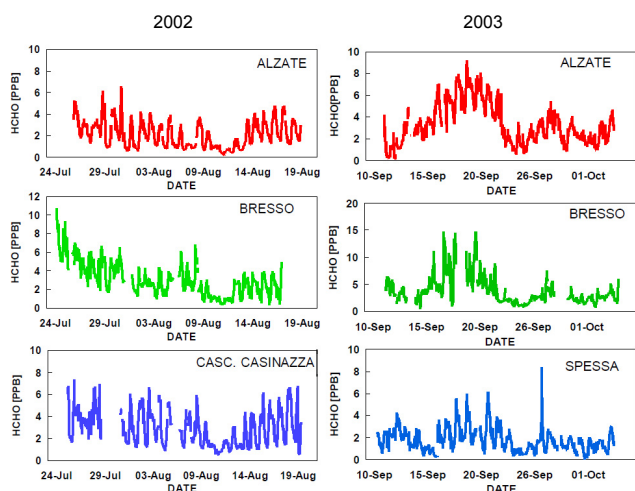 2002 2003
ALZATE
HCHO [PPB]
10
8
6
4
2
0
24-Jul 29-Jul 03-Aug 09-Aug 14-Aug 19-Aug
DATE
ALZATE
HCHO[PPB]
10
8
6
4
2
0
10-Sep 15-Sep 20-Sep 26-Sep 01-Oct
DATE
BRESSO
HCHO [PPB]
12
10
8
6
4
2
0
24-Jul 29-Jul 03-Aug 09-Aug 14-Aug 19-Aug
DATE
BRESSO
HCHO [PPB]
20
15
10
5
0
10-Sep 15-Sep 20-Sep 26-Sep 01-Oct
DATE
CASC. CASINAZZA
HCHO [PPB]
10
8
6
4
2
0
24-Jul 29-Jul 03-Aug 09-Aug 14-Aug 19-Aug
DATE
SPESSA
HCHO [PPB]
10
8
6
4
2
0
10-Sep 15-Sep 20-Sep 26-Sep 01-Oct
DATE